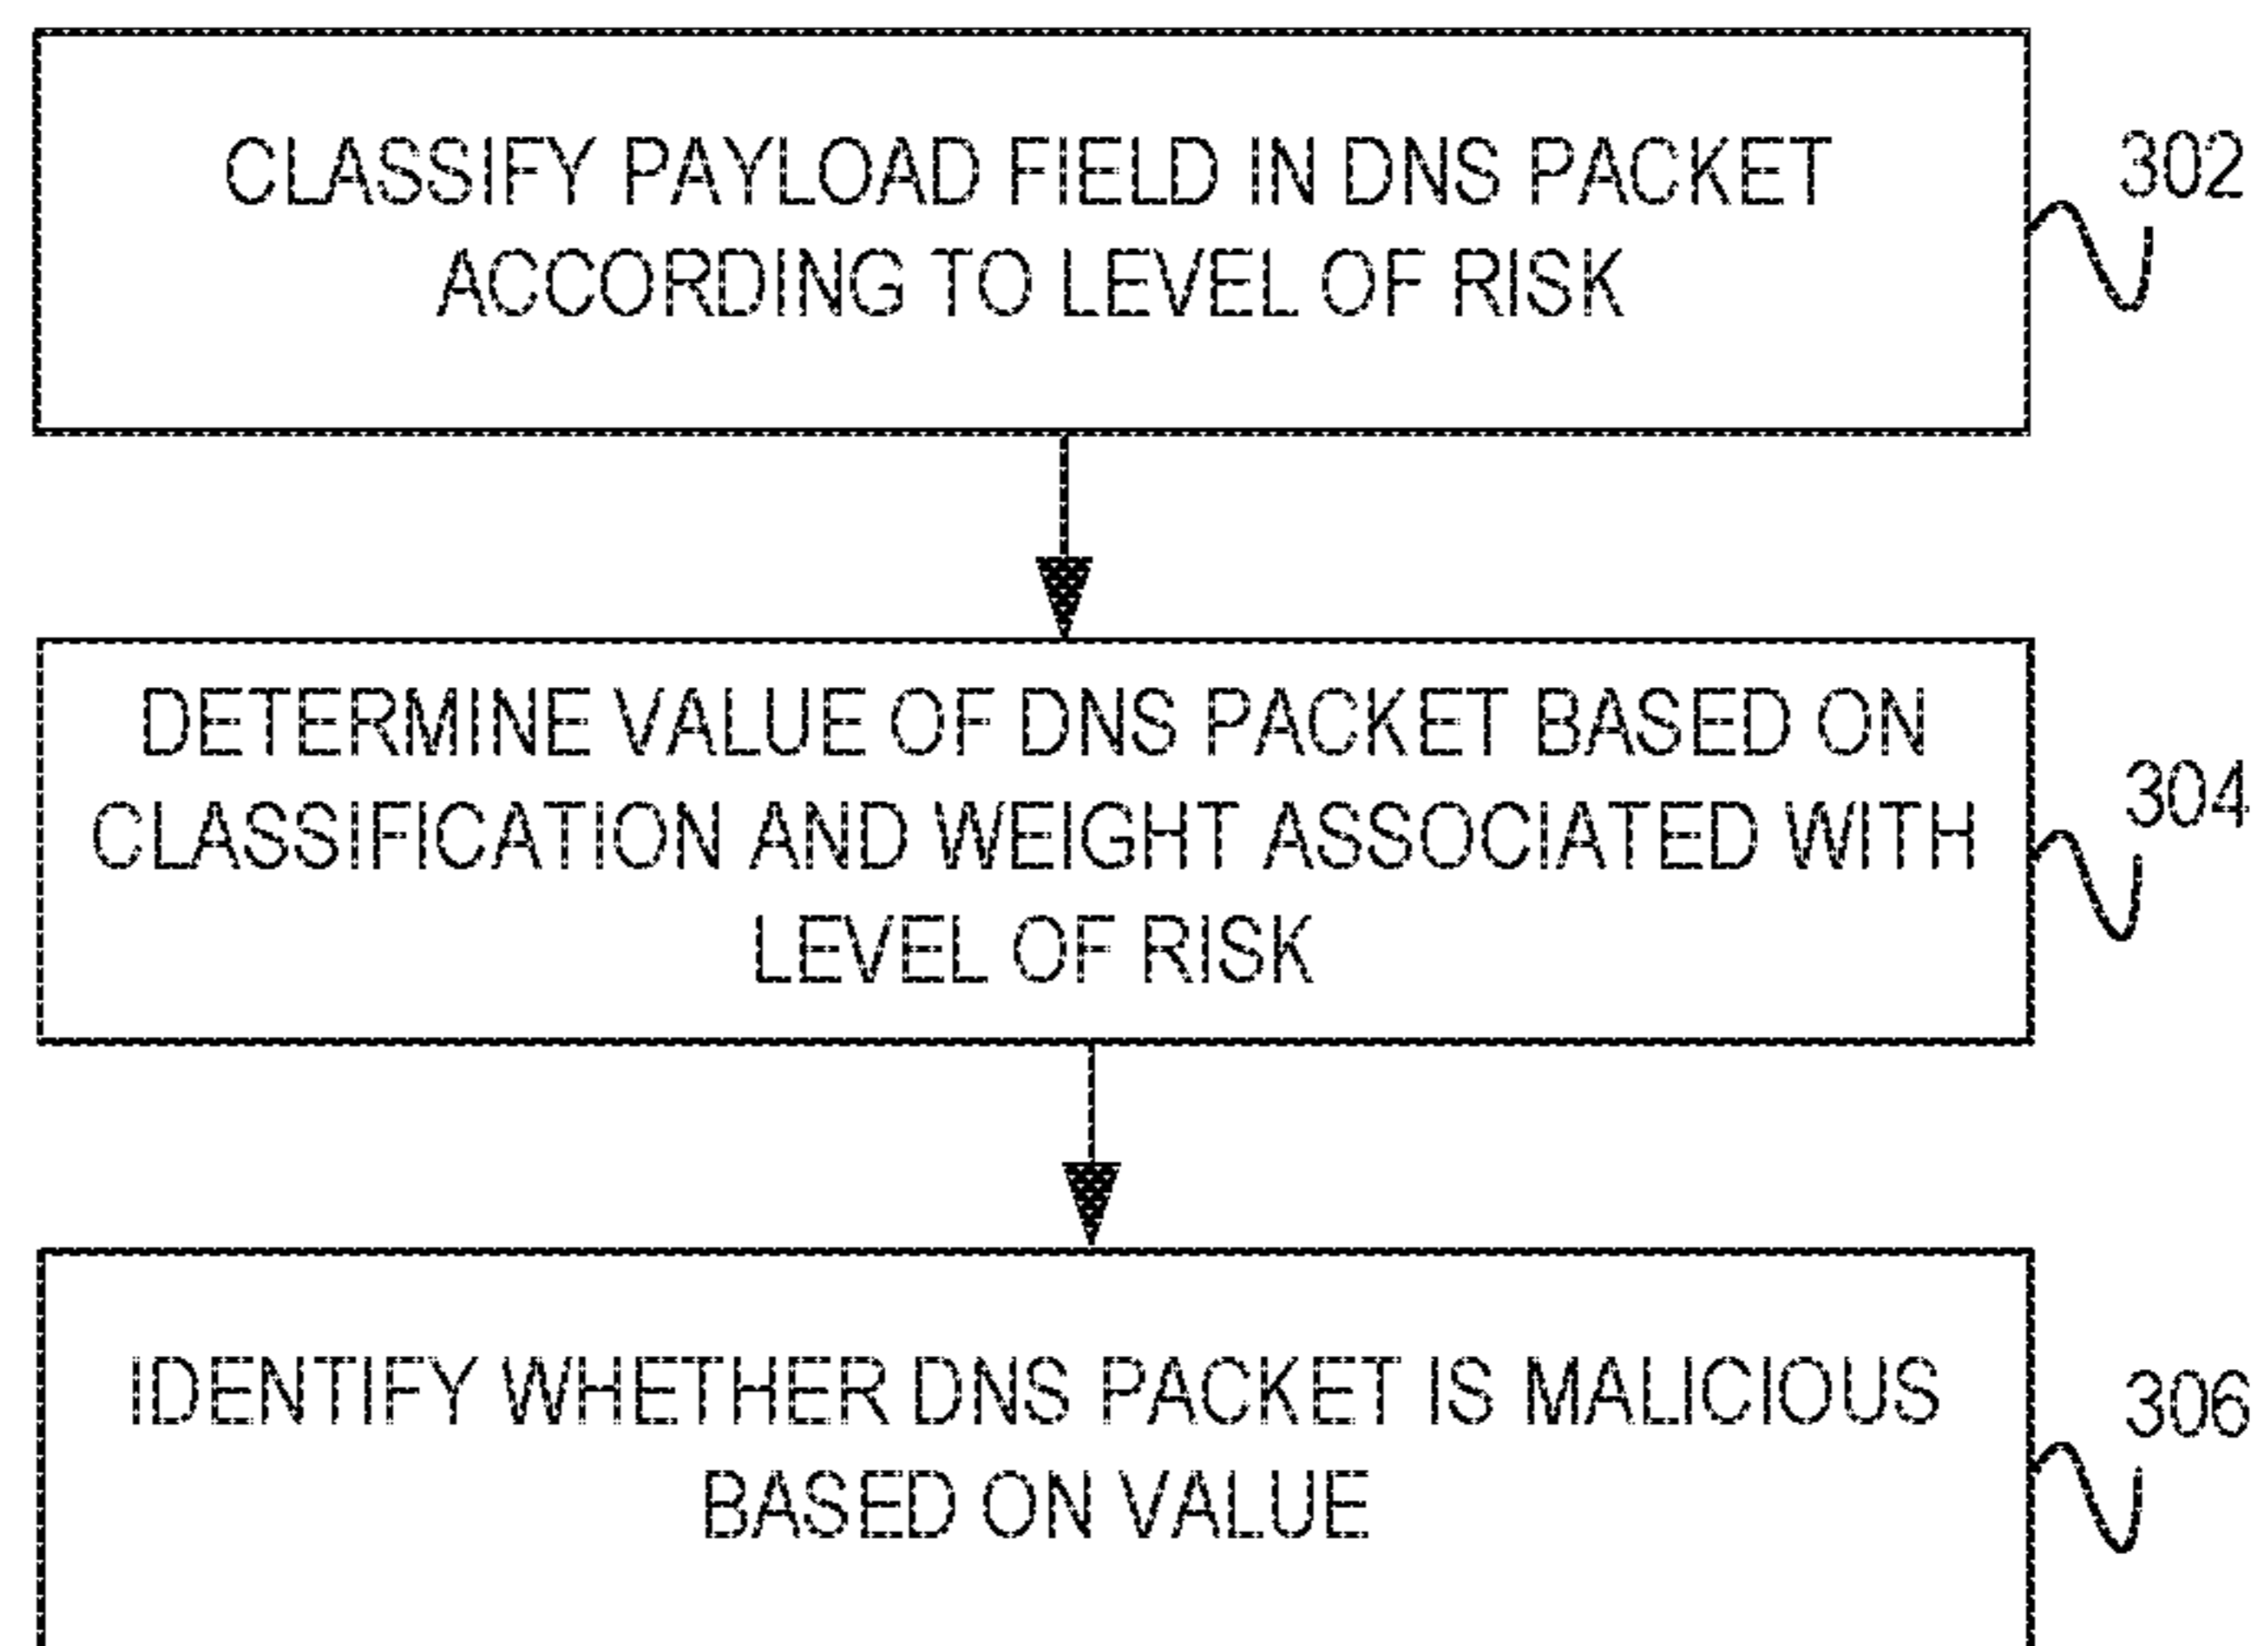 CLASSIFY PAYLOAD FIELD IN DNS PACKET
ACCORDING TO LEVEL OF RISK
302
DETERMINE VALUE OF DNS PACKET BASED ON
CLASSIFICATION AND WEIGHT ASSOCIATED WITH
LEVEL OF RISK
304
IDENTIFY WHETHER DNS PACKET IS MALICIOUS
BASED ON VALUE
306